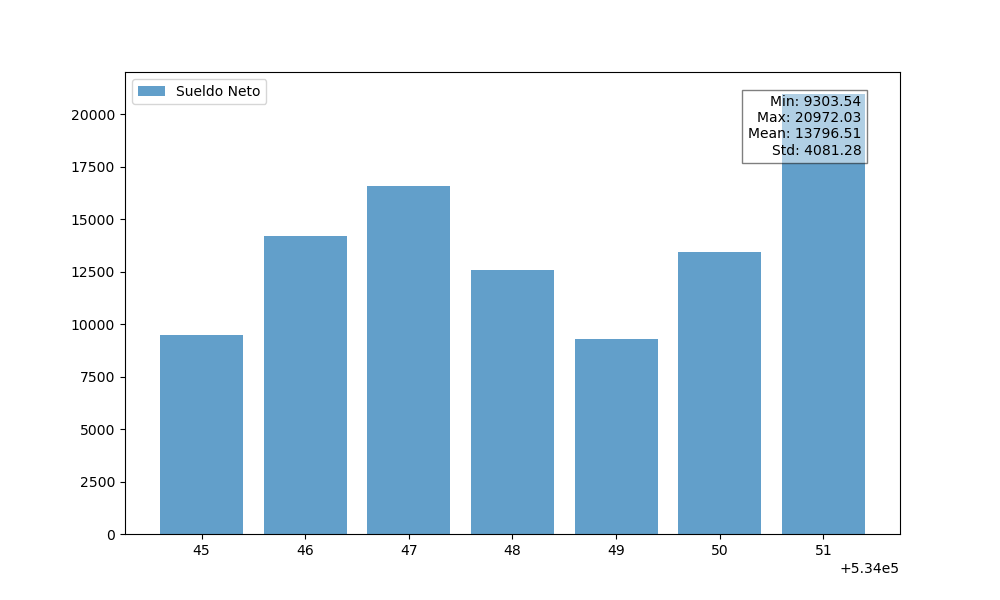 Sueldo Neto
Min: 9303.54
Max: 20972.03
Mean: 13796.51
Std: 4081.28
20000
17500
15000
12500
10000
7500
5000
2500
0
45 46 47 48 49 50 51
+5.34e5